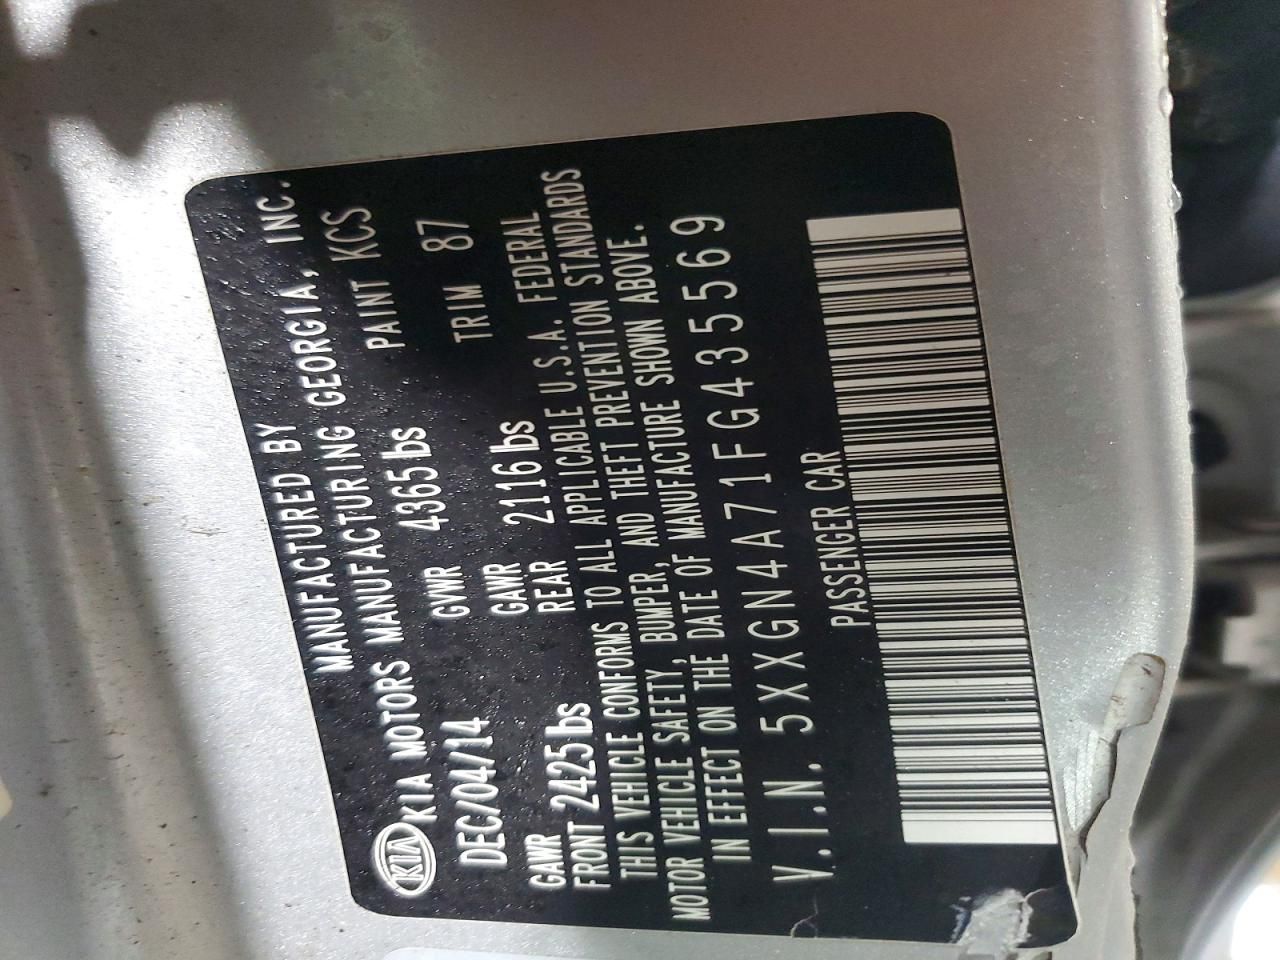 MANUFACTURED BY
KIA KIA MOTORS MANUFACTURING GEORGIA, INC.
DEC/04/14 GVWR 4365 lbs PAINT KCS
GAWR FRONT 2425 lbs GAWR REAR 2116 lbs TRIM 87
THIS VEHICLE CONFORMS TO ALL APPLICABLE U.S.A. FEDERAL
MOTOR VEHICLE SAFETY, BUMPER, AND THEFT PREVENTION STANDARDS
IN EFFECT ON THE DATE OF MANUFACTURE SHOWN ABOVE.
V.I.N. 5XXGN4A71FG435569
PASSENGER CAR